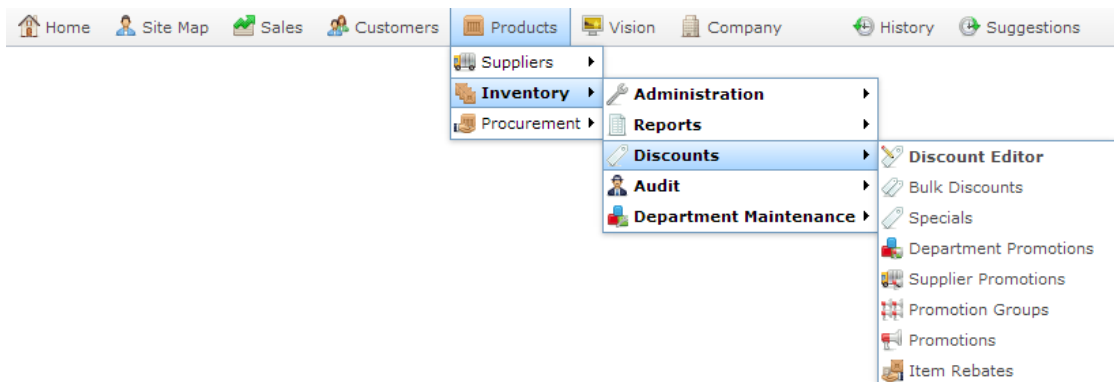 Home Site Map Sales Customers Products Vision Company History Suggestions
Suppliers
Inventory
Procurement
Administration
Reports
Discounts
Audit
Department Maintenance
Discount Editor
Bulk Discounts
Specials
Department Promotions
Supplier Promotions
Promotion Groups
Promotions
Item Rebates